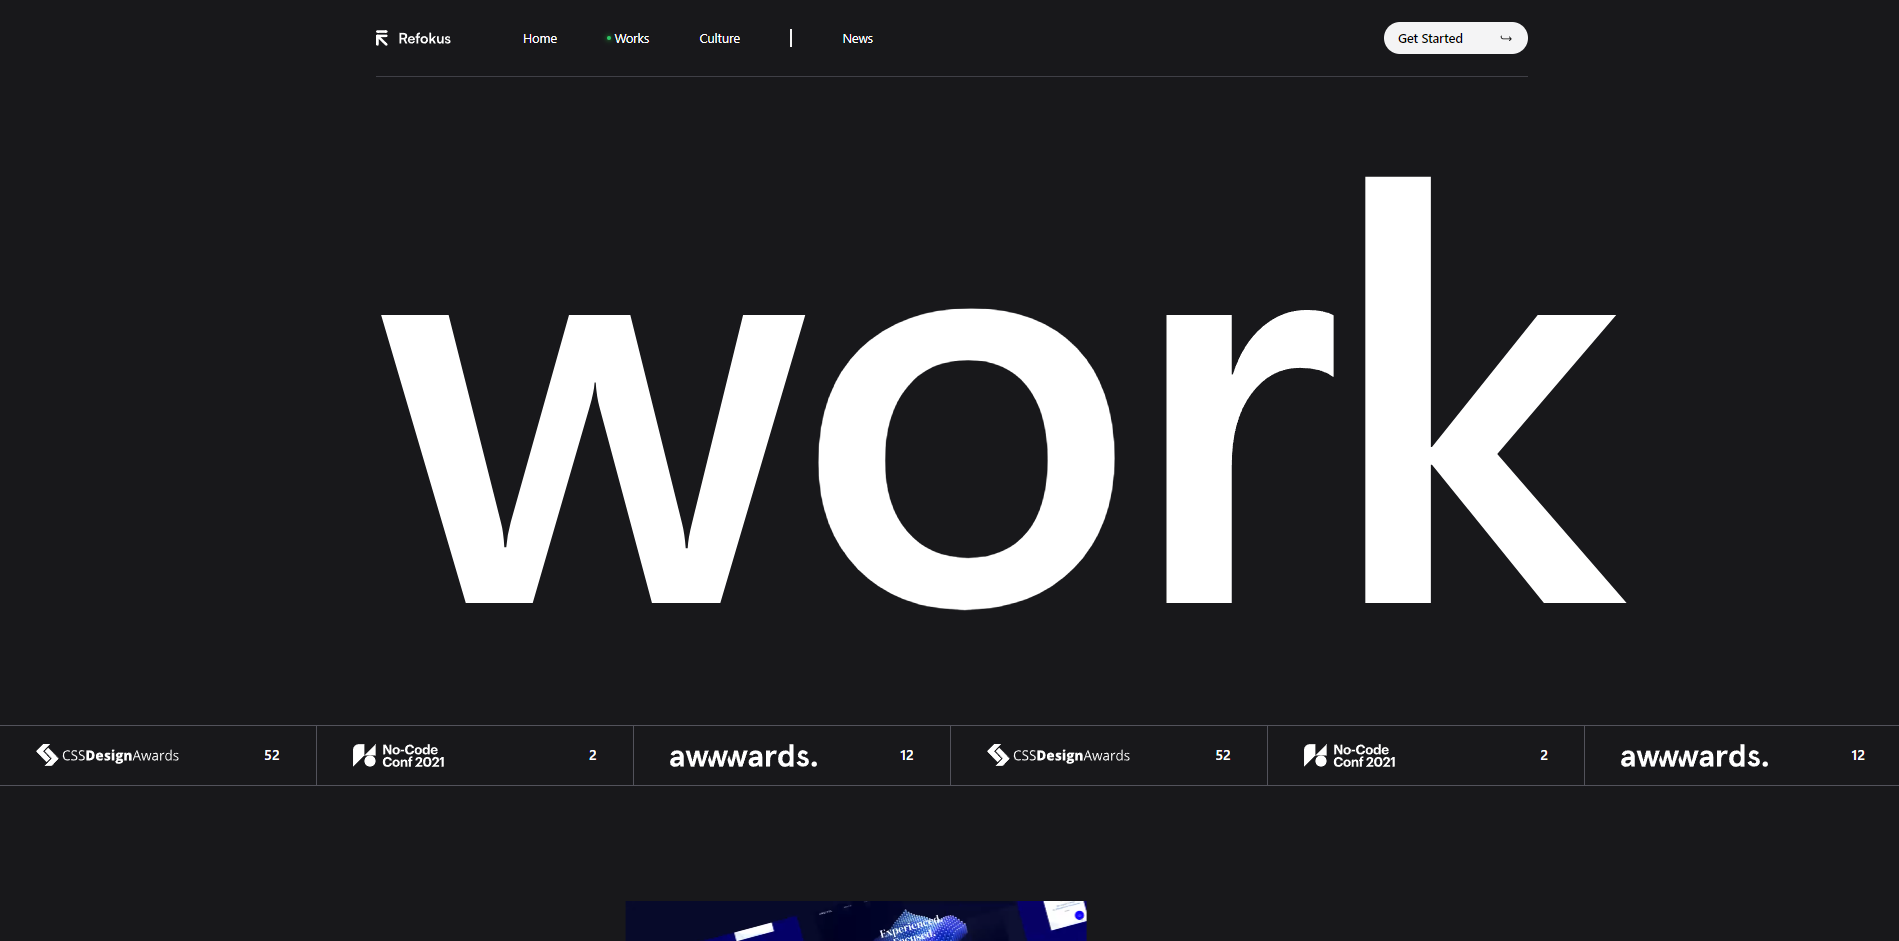 Refokus
Home
Works
Culture
News
Get Started
work
CSSDesignAwards
52
No-Code
Conf 2021
2
awwwards.
12
CSSDesignAwards
52
No-Code
Conf 2021
2
awwwards.
12
Experienced.
Focused.